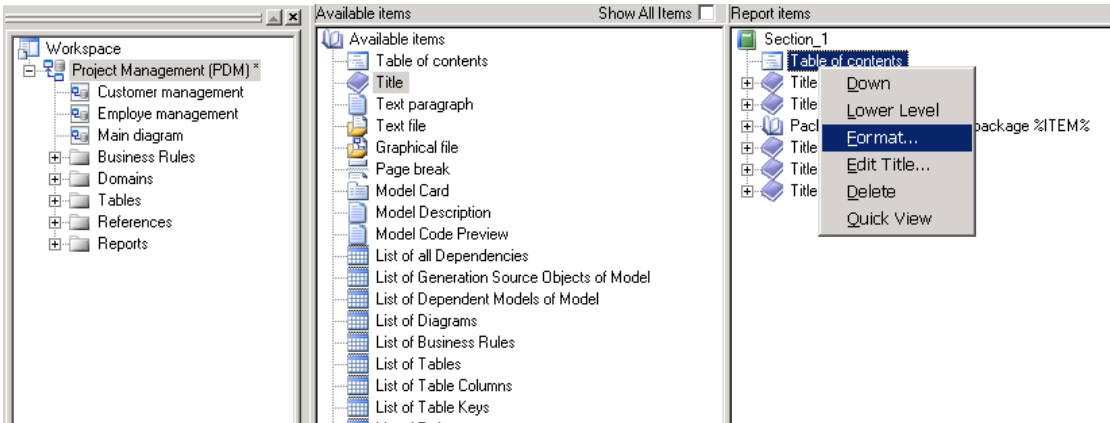 Available items
Show All Items
Report items
Workspace
Project Management (PDM) *
Customer management
Employe management
Main diagram
Business Rules
Domains
Tables
References
Reports
Available items
Table of contents
Title
Text paragraph
Text file
Graphical file
Page break
Model Card
Model Description
Model Code Preview
List of all Dependencies
List of Generation Source Objects of Model
List of Dependent Models of Model
List of Diagrams
List of Business Rules
List of Tables
List of Table Columns
List of Table Keys
Section_1
Table of contents
Title
Title
package %ITEM%
Title
Title
Title
Down
Lower Level
Format...
Edit Title...
Delete
Quick View